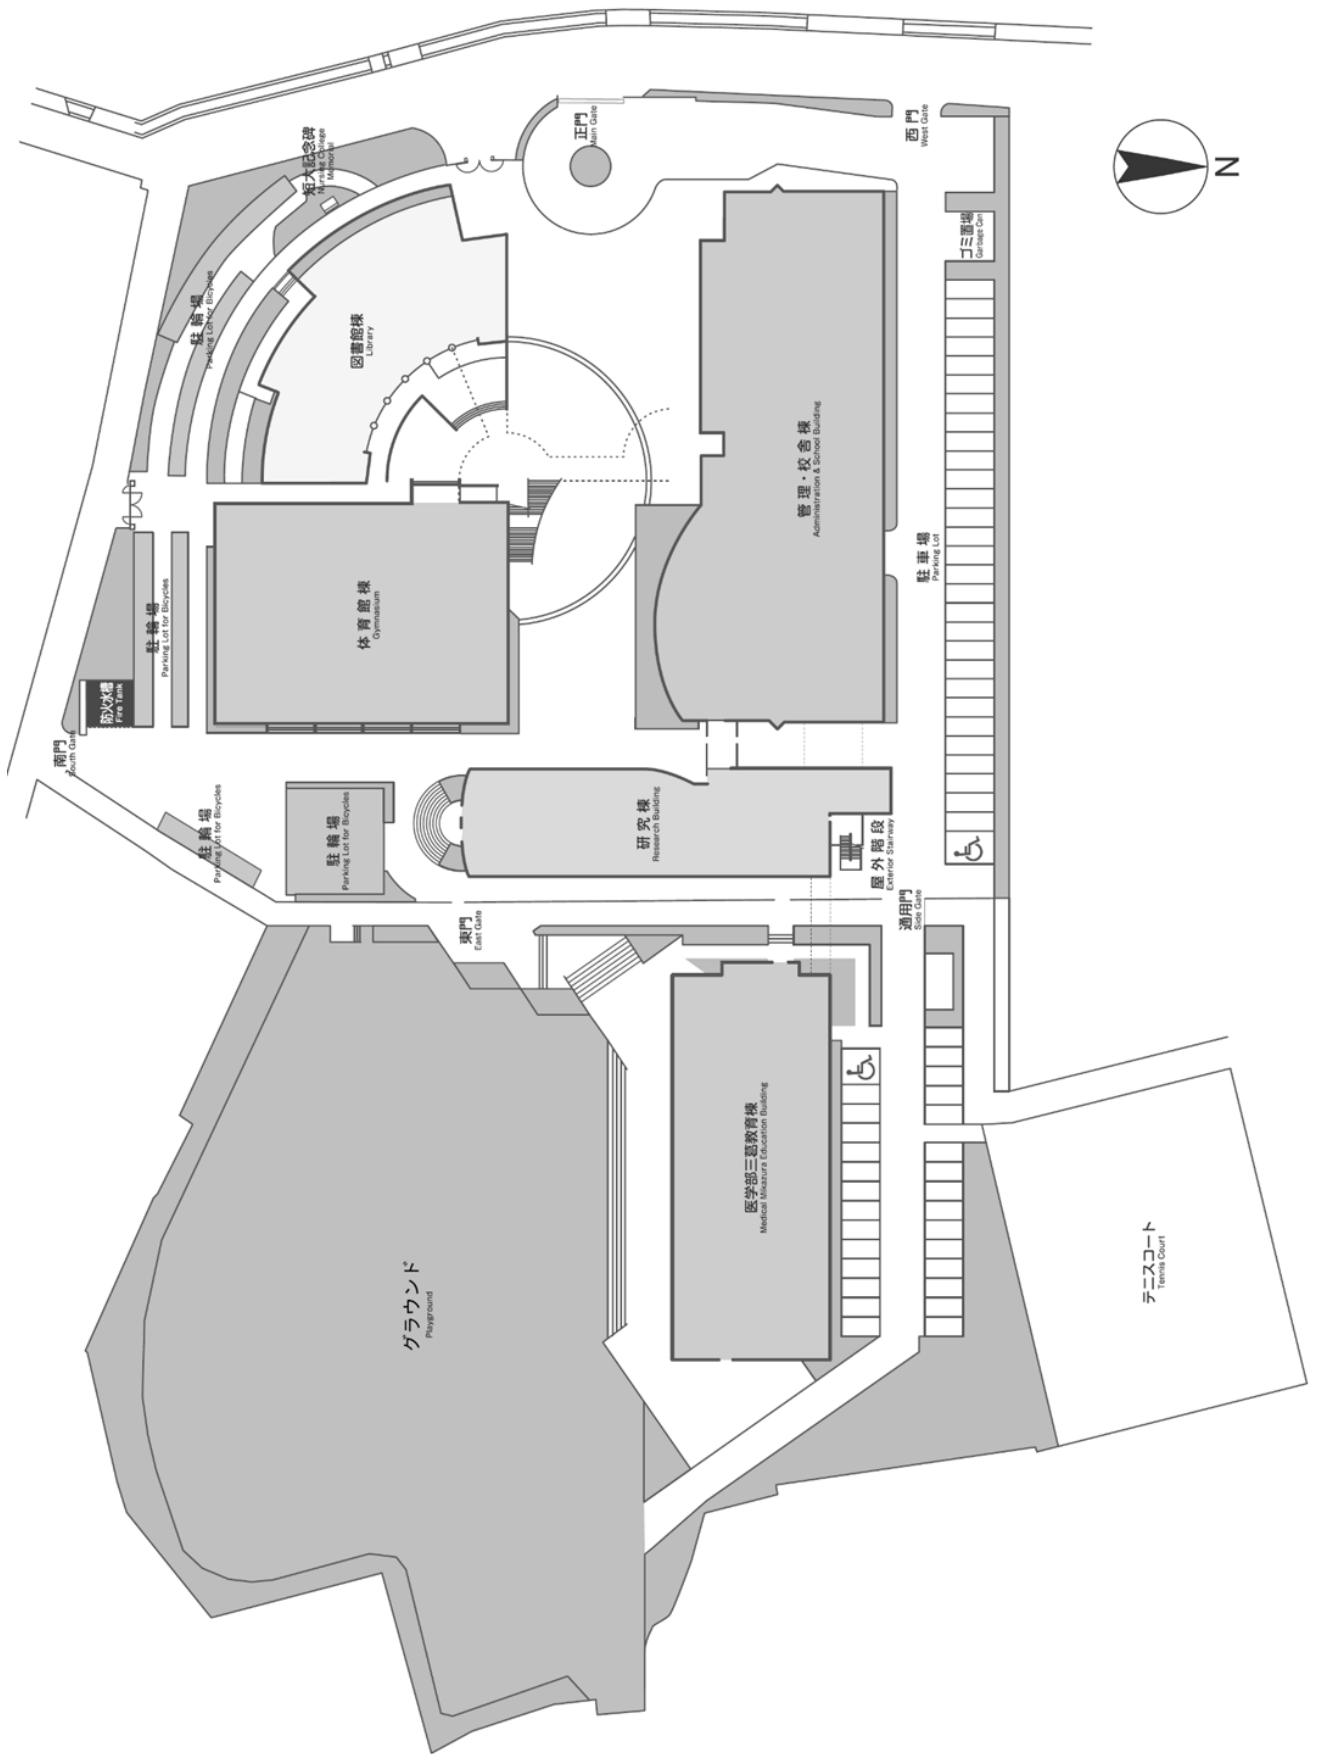 正門
Main Gate
西門
West Gate
短大記念碑
Nursing College
Memorial
N
ゴミ置場
Garbage Can
駐輪場
Parking Lot for Bicycles
図書館棟
Library
管理・校舎棟
Administration & School Building
駐車場
Parking Lot
体育館棟
Gymnasium
駐輪場
Parking Lot for Bicycles
防火水槽
Fire Tank
南門
South Gate
駐輪場
Parking Lot for Bicycles
駐輪場
Parking Lot for Bicycles
研究棟
Research Building
屋外階段
Exterior Stairway
通用門
Side Gate
東門
East Gate
医学部三葛教育棟
Medical Mikazura Education Building
グラウンド
Playground
テニスコート
Tennis Court